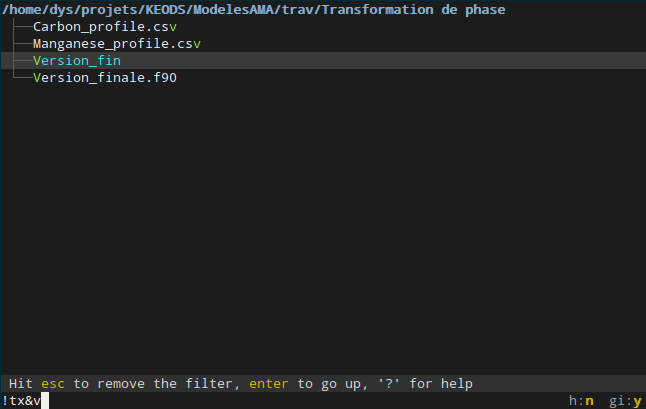 /home/dys/projets/KEODS/ModelesAMA/trav/Transformation de phase
Carbon_profile.csv
Manganese_profile.csv
Version_fin
Version_finale.f90
Hit esc to remove the filter, enter to go up, '?' for help
!tx&v h:n gi:y